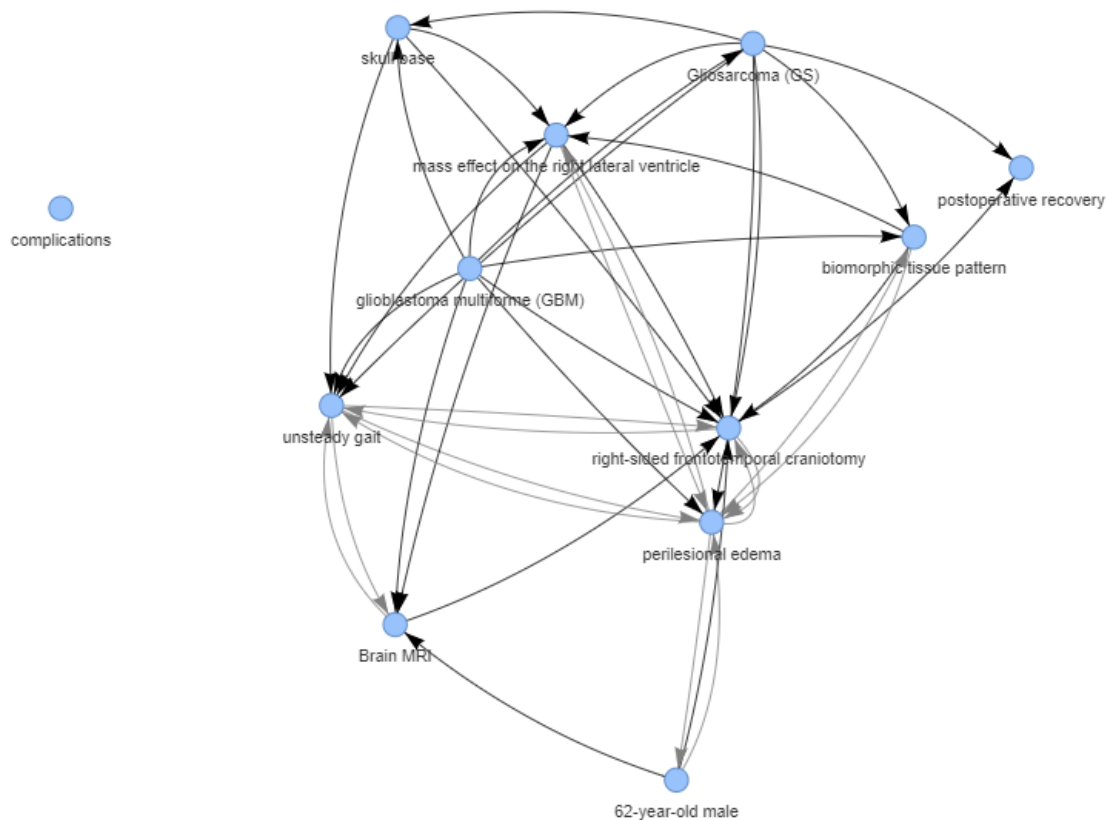 skull base
Gliosarcoma (GS)
mass effect on the right lateral ventricle
postoperative recovery
complications
biomorphic tissue pattern
glioblastoma multiforme (GBM)
unsteady gait
right-sided frontotemporal craniotomy
perilesional edema
Brain MRI
62-year-old male